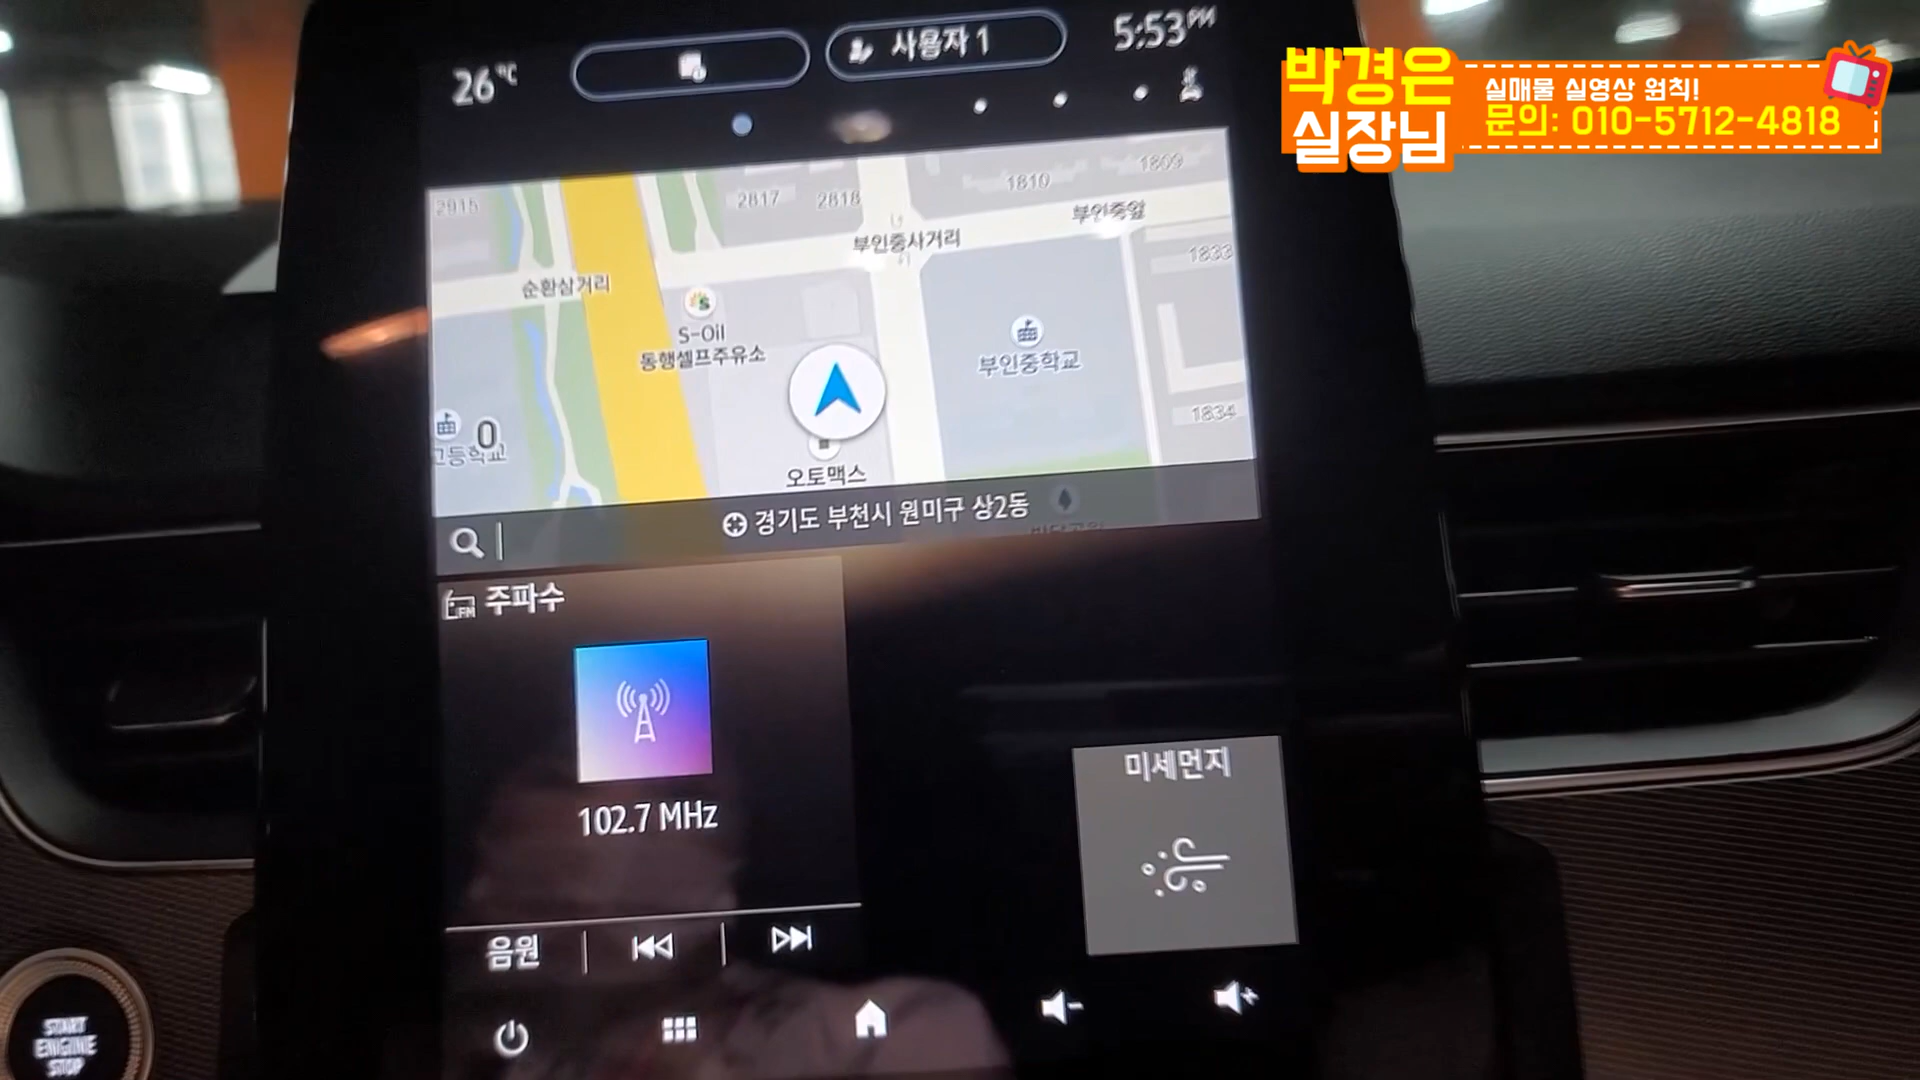 26°C
사용자 1
5:53PM
박경은
실장님
실매물 실영상 원칙!
문의: 010-5712-4818
2915
2817
2818
1810
1809
부인중앞
부인중사거리
1833
순환삼거리
S-Oil
동행셀프주유소
부인중학교
1834
0
고등학교
오토맥스
경기도 부천시 원미구 상2동
FM 주파수
102.7 MHz
미세먼지
음원
START
ENGINE
STOP